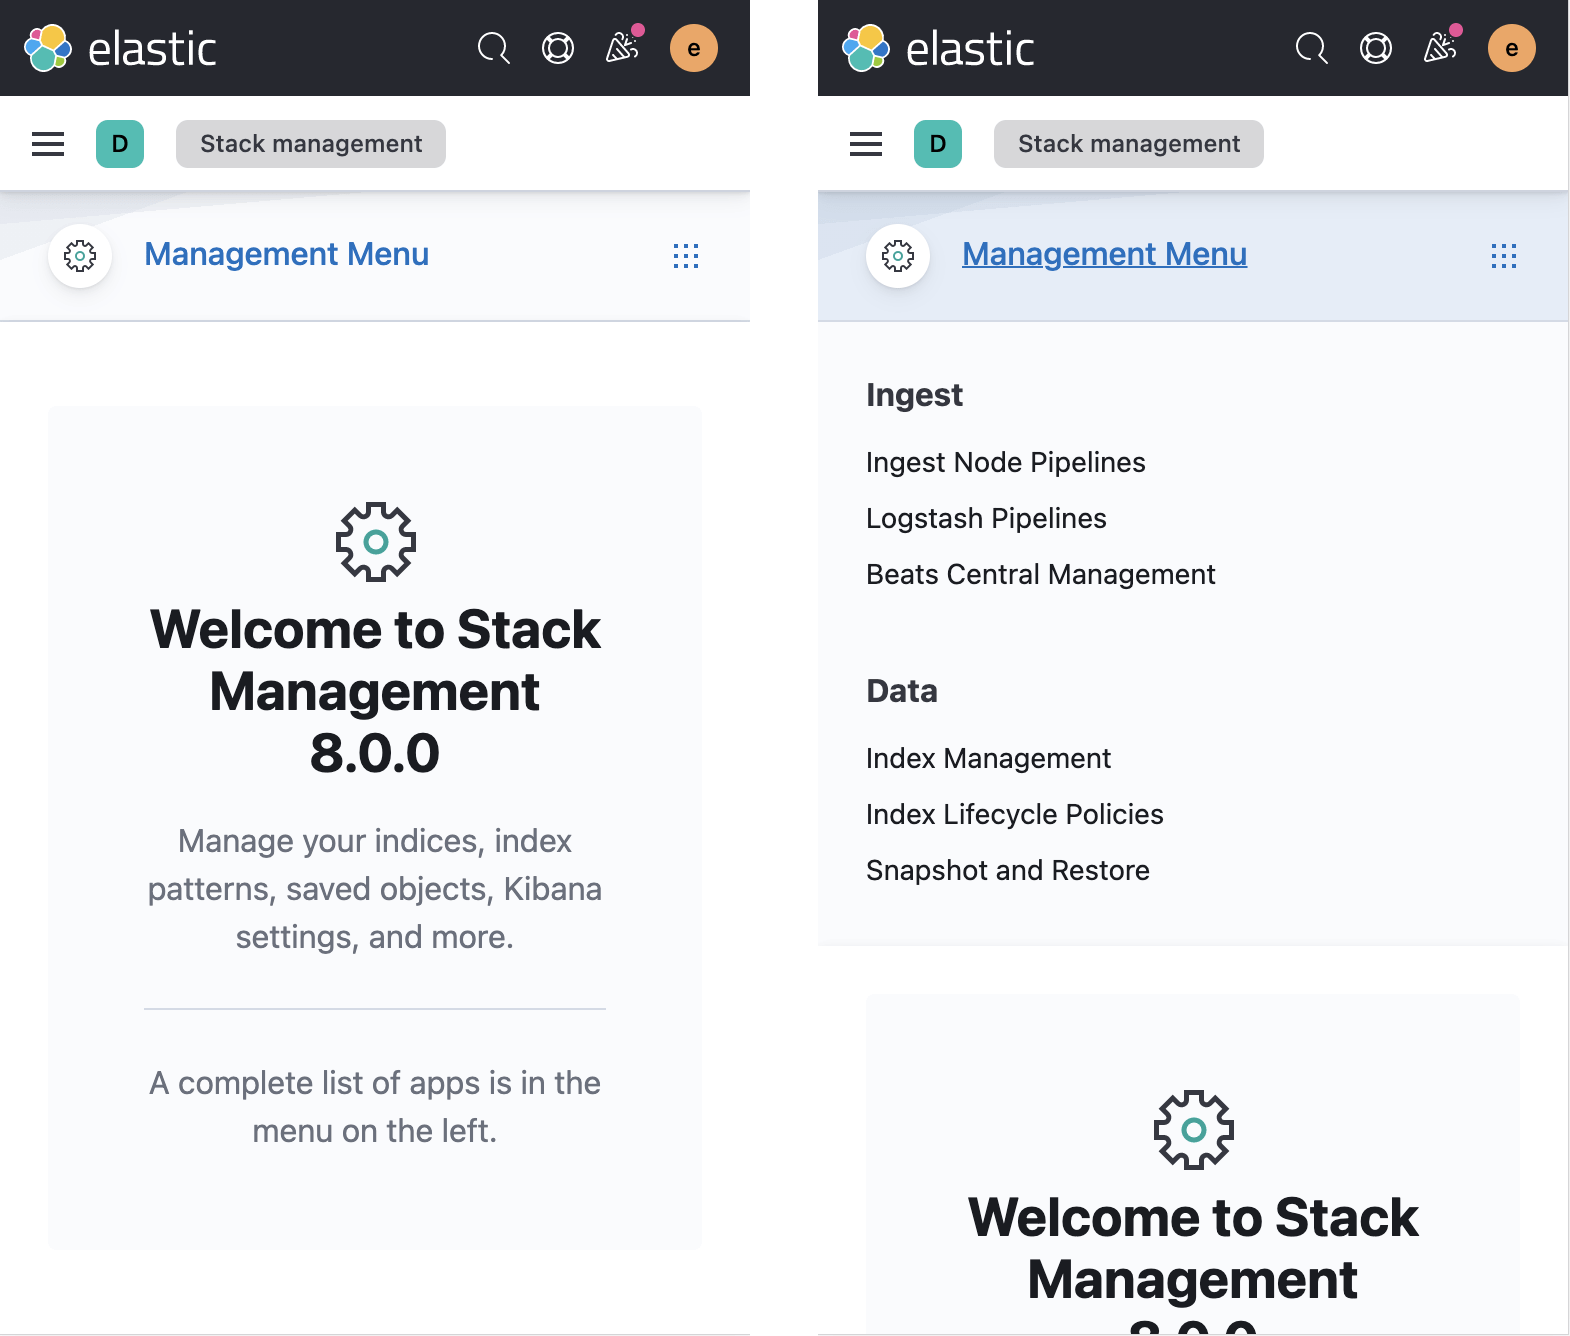 elastic
e
D
Stack management
Management Menu
Welcome to Stack
Management
8.0.0
Manage your indices, index
patterns, saved objects, Kibana
settings, and more.
A complete list of apps is in the
menu on the left.
elastic
e
D
Stack management
Management Menu
Ingest
Ingest Node Pipelines
Logstash Pipelines
Beats Central Management
Data
Index Management
Index Lifecycle Policies
Snapshot and Restore
Welcome to Stack
Management
8.0.0